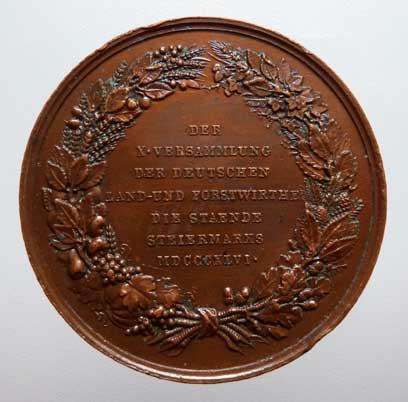 DER
X·VERSAMMLUNG
DER DEUTSCHEN
LAND-UND FORSTWIRTHE
DIE STAENDE
STEIERMARKS
MDCCCXLVI·